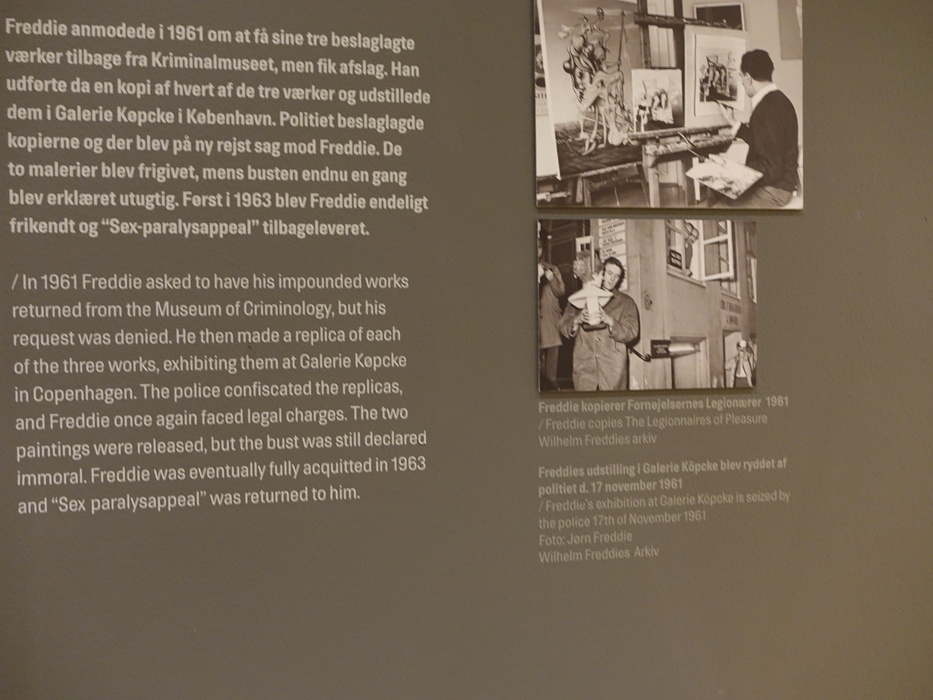 Freddie anmodede i 1961 om at få sine tre beslaglagte
værker tilbage fra Kriminalmuseet, men fik afslag. Han
udførte da en kopi af hvert af de tre værker og udstillede
dem i Galerie Køpcke i København. Politiet beslaglagde
kopierne og der blev på ny rejst sag mod Freddie. De
to malerier blev frigivet, mens busten endnu en gang
blev erklæret utugtig. Først i 1963 blev Freddie endeligt
frikendt og “Sex-paralysappeal” tilbageleveret.
/ In 1961 Freddie asked to have his impounded works
returned from the Museum of Criminology, but his
request was denied. He then made a replica of each
of the three works, exhibiting them at Galerie Køpcke
in Copenhagen. The police confiscated the replicas,
and Freddie once again faced legal charges. The two
paintings were released, but the bust was still declared
immoral. Freddie was eventually fully acquitted in 1963
and “Sex paralysappeal” was returned to him.
Freddie kopierer Fornøjelsernes Legionærer 1961
/ Freddie copies The Legionnaires of Pleasure
Wilhelm Freddies arkiv
Freddies udstilling i Galerie Köpcke blev ryddet af
politiet d. 17 november 1961
/ Freddie's exhibition at Galerie Köpcke is seized by
the police 17th of November 1961
Foto: Jørn Freddie
Wilhelm Freddies Arkiv